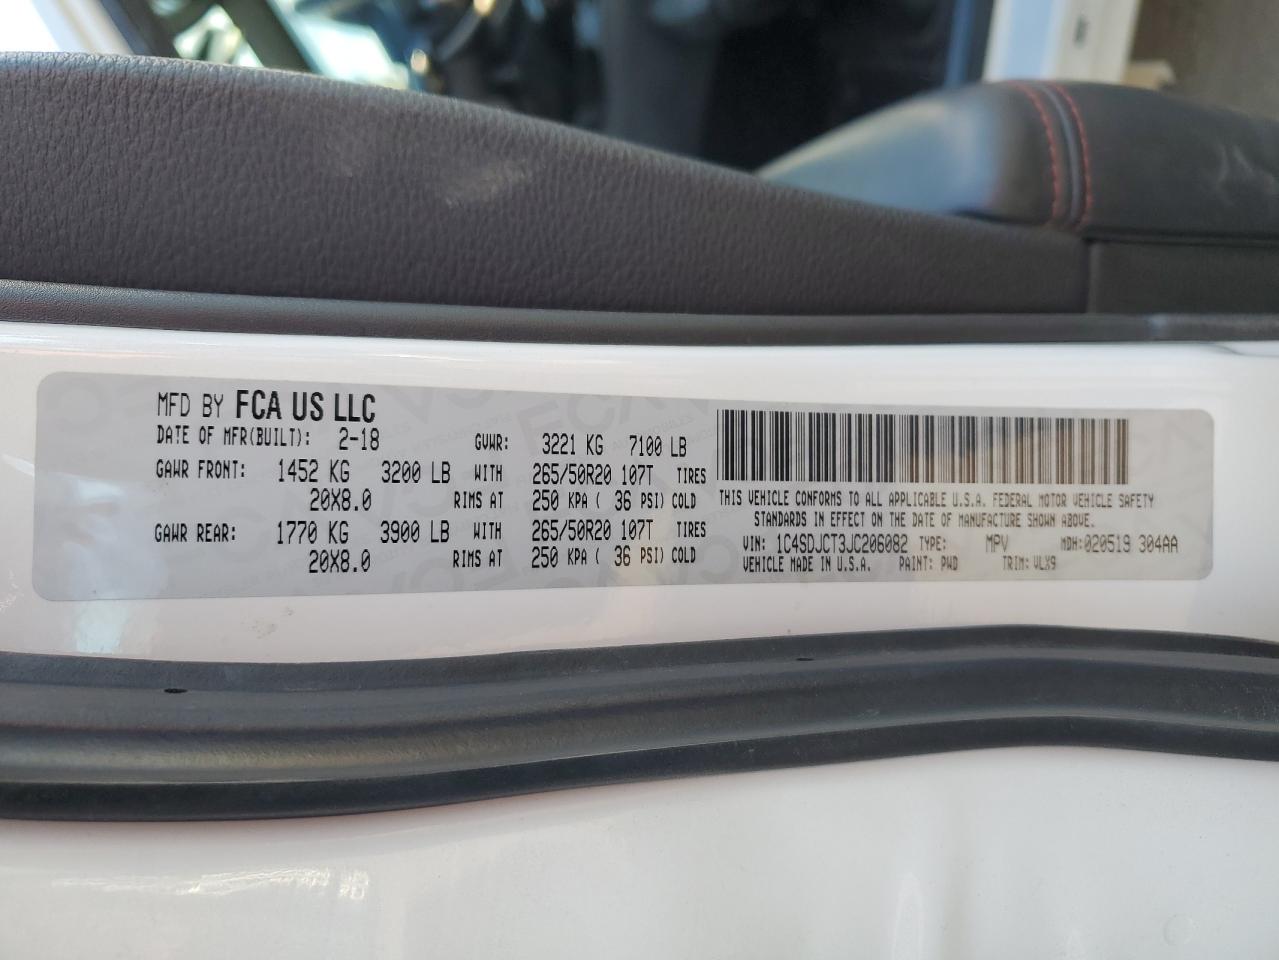 MFD BY FCA US LLC
DATE OF MFR(BUILT): 2-18 GVWR: 3221 KG 7100 LB
GAWR FRONT: 1452 KG 3200 LB WITH 265/50R20 107T TIRES
20X8.0 RIMS AT 250 KPA ( 36 PSI) COLD
GAWR REAR: 1770 KG 3900 LB WITH 265/50R20 107T TIRES
20X8.0 RIMS AT 250 KPA ( 36 PSI) COLD
THIS VEHICLE CONFORMS TO ALL APPLICABLE U.S.A. FEDERAL MOTOR VEHICLE SAFETY
STANDARDS IN EFFECT ON THE DATE OF MANUFACTURE SHOWN ABOVE.
VIN: 1C4SDJCT3JC206082 TYPE: MPV MDH:020519 304AA
VEHICLE MADE IN U.S.A. PAINT: PWD TRIM: VLX9